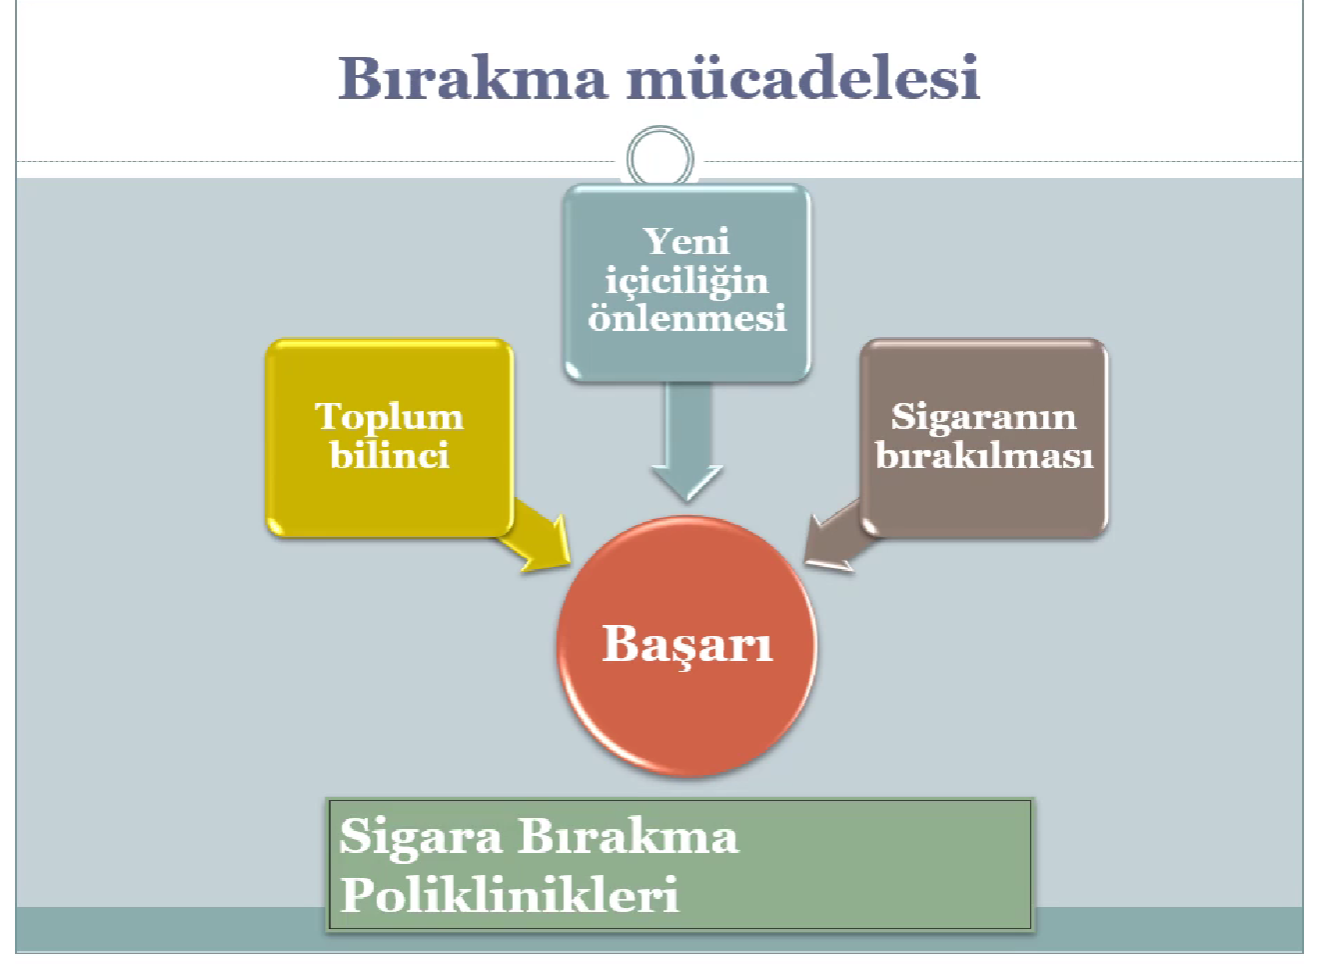 Bırakma mücadelesi
Yeni
içiciliğin
önlenmesi
Toplum
bilinci
Sigaranın
bırakılması
Başarı
Sigara Bırakma
Poliklinikleri